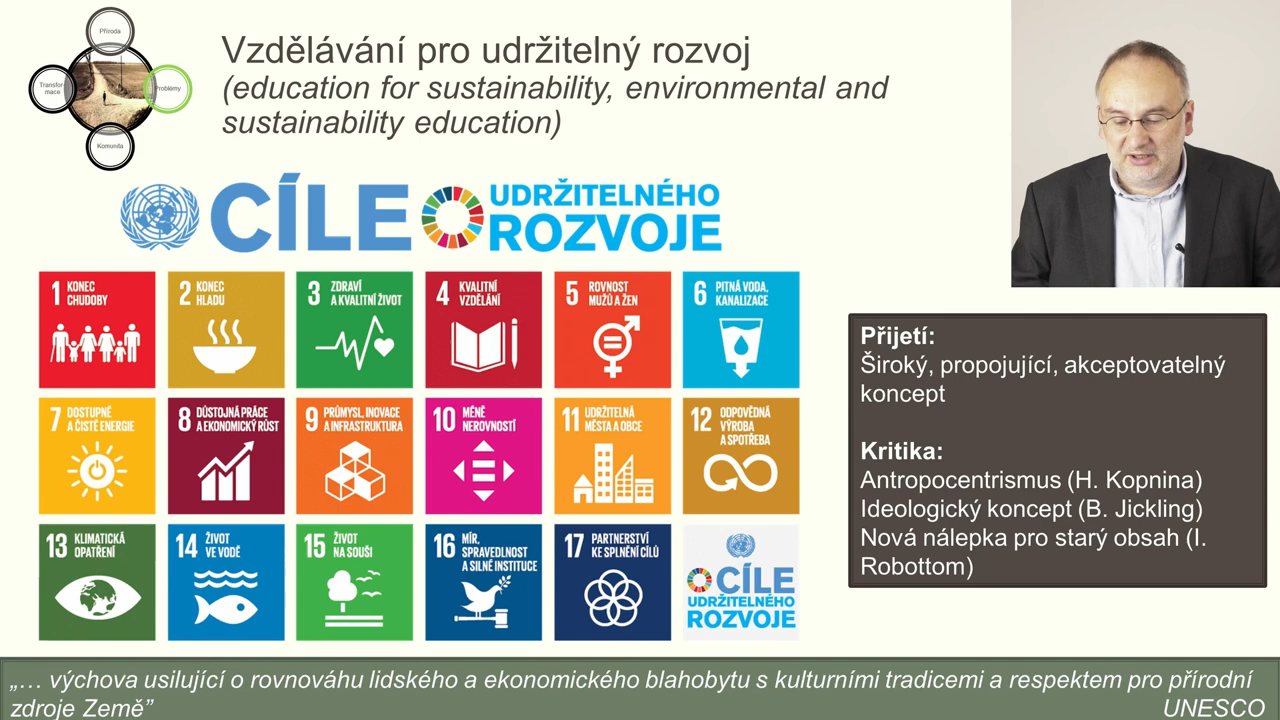 Příroda
Transfor-
mace
Problémy
Komunita
Vzdělávání pro udržitelný rozvoj
(education for sustainability, environmental and
sustainability education)
CÍLE
UDRŽITELNÉHO
ROZVOJE
1 KONEC
CHUDOBY
2 KONEC
HLADU
3 ZDRAVÍ
A KVALITNÍ ŽIVOT
4 KVALITNÍ
VZDĚLÁNÍ
5 ROVNOST
MUŽŮ A ŽEN
6 PITNÁ VODA,
KANALIZACE
7 DOSTUPNÉ
A ČISTÉ ENERGIE
8 DŮSTOJNÁ PRÁCE
A EKONOMICKÝ RŮST
9 PRŮMYSL, INOVACE
A INFRASTRUKTURA
10 MÉNĚ
NEROVNOSTÍ
11 UDRŽITELNÁ
MĚSTA A OBCE
12 ODPOVĚDNÁ
VÝROBA
A SPOTŘEBA
13 KLIMATICKÁ
OPATŘENÍ
14 ŽIVOT
VE VODĚ
15 ŽIVOT
NA SOUŠI
16 MÍR,
SPRAVEDLNOST
A SILNÉ INSTITUCE
17 PARTNERSTVÍ
KE SPLNĚNÍ CÍLŮ
CÍLE
UDRŽITELNÉHO
ROZVOJE
Přijetí:
Široký, propojující, akceptovatelný
koncept
Kritika:
Antropocentrismus (H. Kopnina)
Ideologický koncept (B. Jickling)
Nová nálepka pro starý obsah (I.
Robottom)
„… výchova usilující o rovnováhu lidského a ekonomického blahobytu s kulturními tradicemi a respektem pro přírodní
zdroje Země” UNESCO